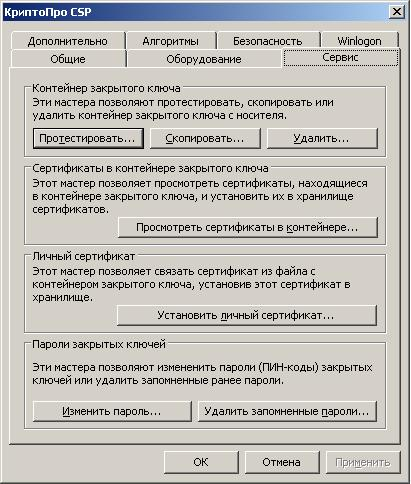 КриптоПро CSP
Дополнительно Алгоритмы Безопасность Winlogon
Общие Оборудование Сервис
Контейнер закрытого ключа
Эти мастера позволяют протестировать, скопировать или
удалить контейнер закрытого ключа с носителя.
Протестировать... Скопировать... Удалить...
Сертификаты в контейнере закрытого ключа
Этот мастер позволяет просмотреть сертификаты, находящиеся
в контейнере закрытого ключа, и установить их в хранилище
сертификатов.
Просмотреть сертификаты в контейнере...
Личный сертификат
Этот мастер позволяет связать сертификат из файла с
контейнером закрытого ключа, установив этот сертификат в
хранилище.
Установить личный сертификат...
Пароли закрытых ключей
Эти мастера позволяют измененить пароли (ПИН-коды) закрытых
ключей или удалить запомненные ранее пароли.
Изменить пароль... Удалить запомненные пароли...
ОК Отмена Применить